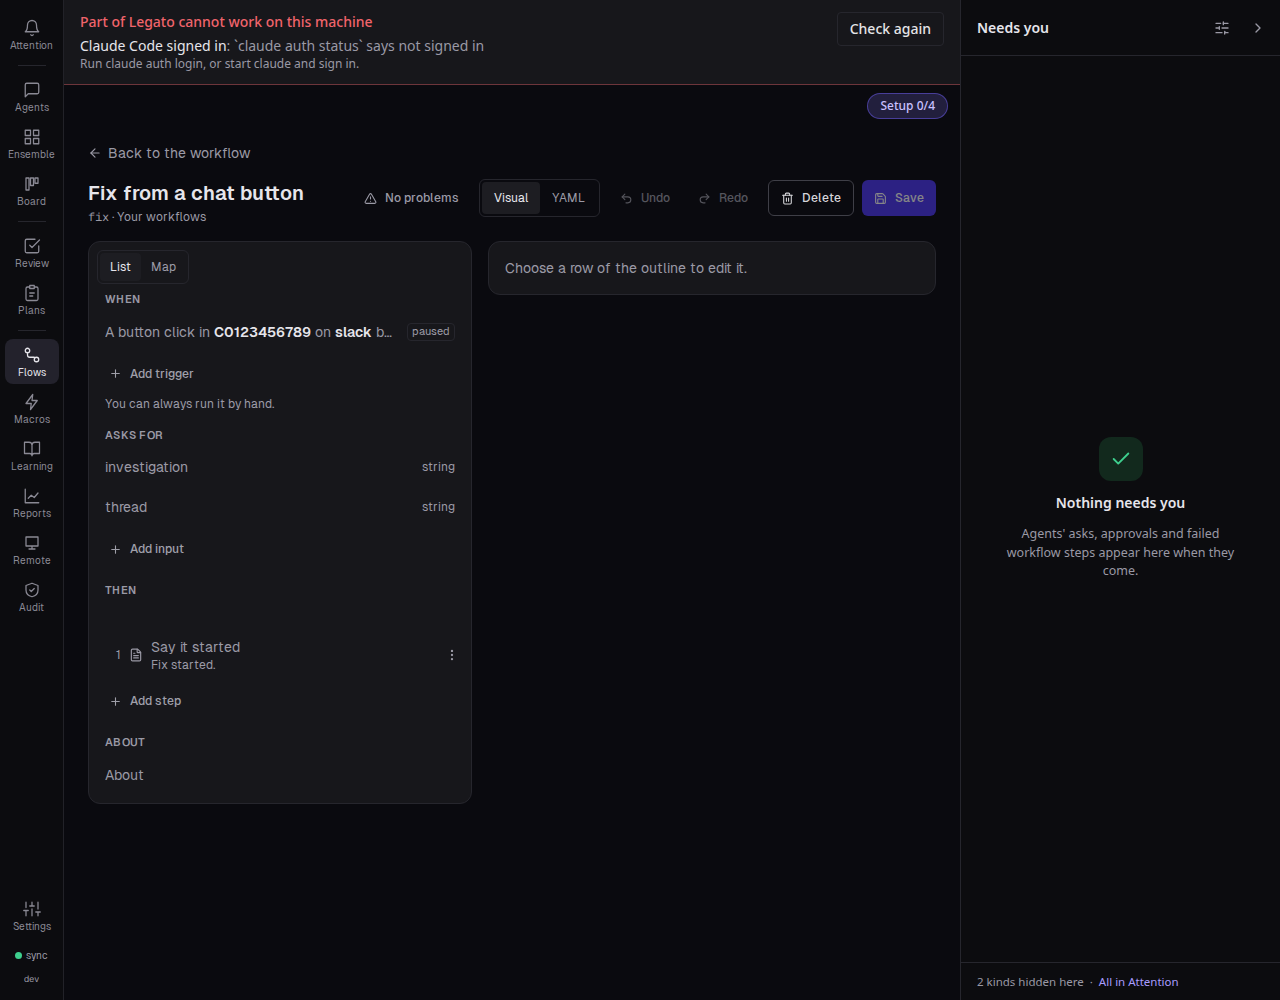 Attention
Agents
Ensemble
Board
Review
Plans
Flows
Macros
Learning
Reports
Remote
Audit
Settings
sync
dev
Part of Legato cannot work on this machine
Claude Code signed in: `claude auth status` says not signed in
Run claude auth login, or start claude and sign in.
Check again
Setup 0/4
Back to the workflow
Fix from a chat button
fix · Your workflows
No problems
Visual
YAML
Undo
Redo
Delete
Save
List
Map
WHEN
A button click in C0123456789 on slack b...
paused
Add trigger
You can always run it by hand.
ASKS FOR
investigation
string
thread
string
Add input
THEN
1
Say it started
Fix started.
Add step
ABOUT
About
Choose a row of the outline to edit it.
Needs you
Nothing needs you
Agents' asks, approvals and failed
workflow steps appear here when they
come.
2 kinds hidden here · All in Attention